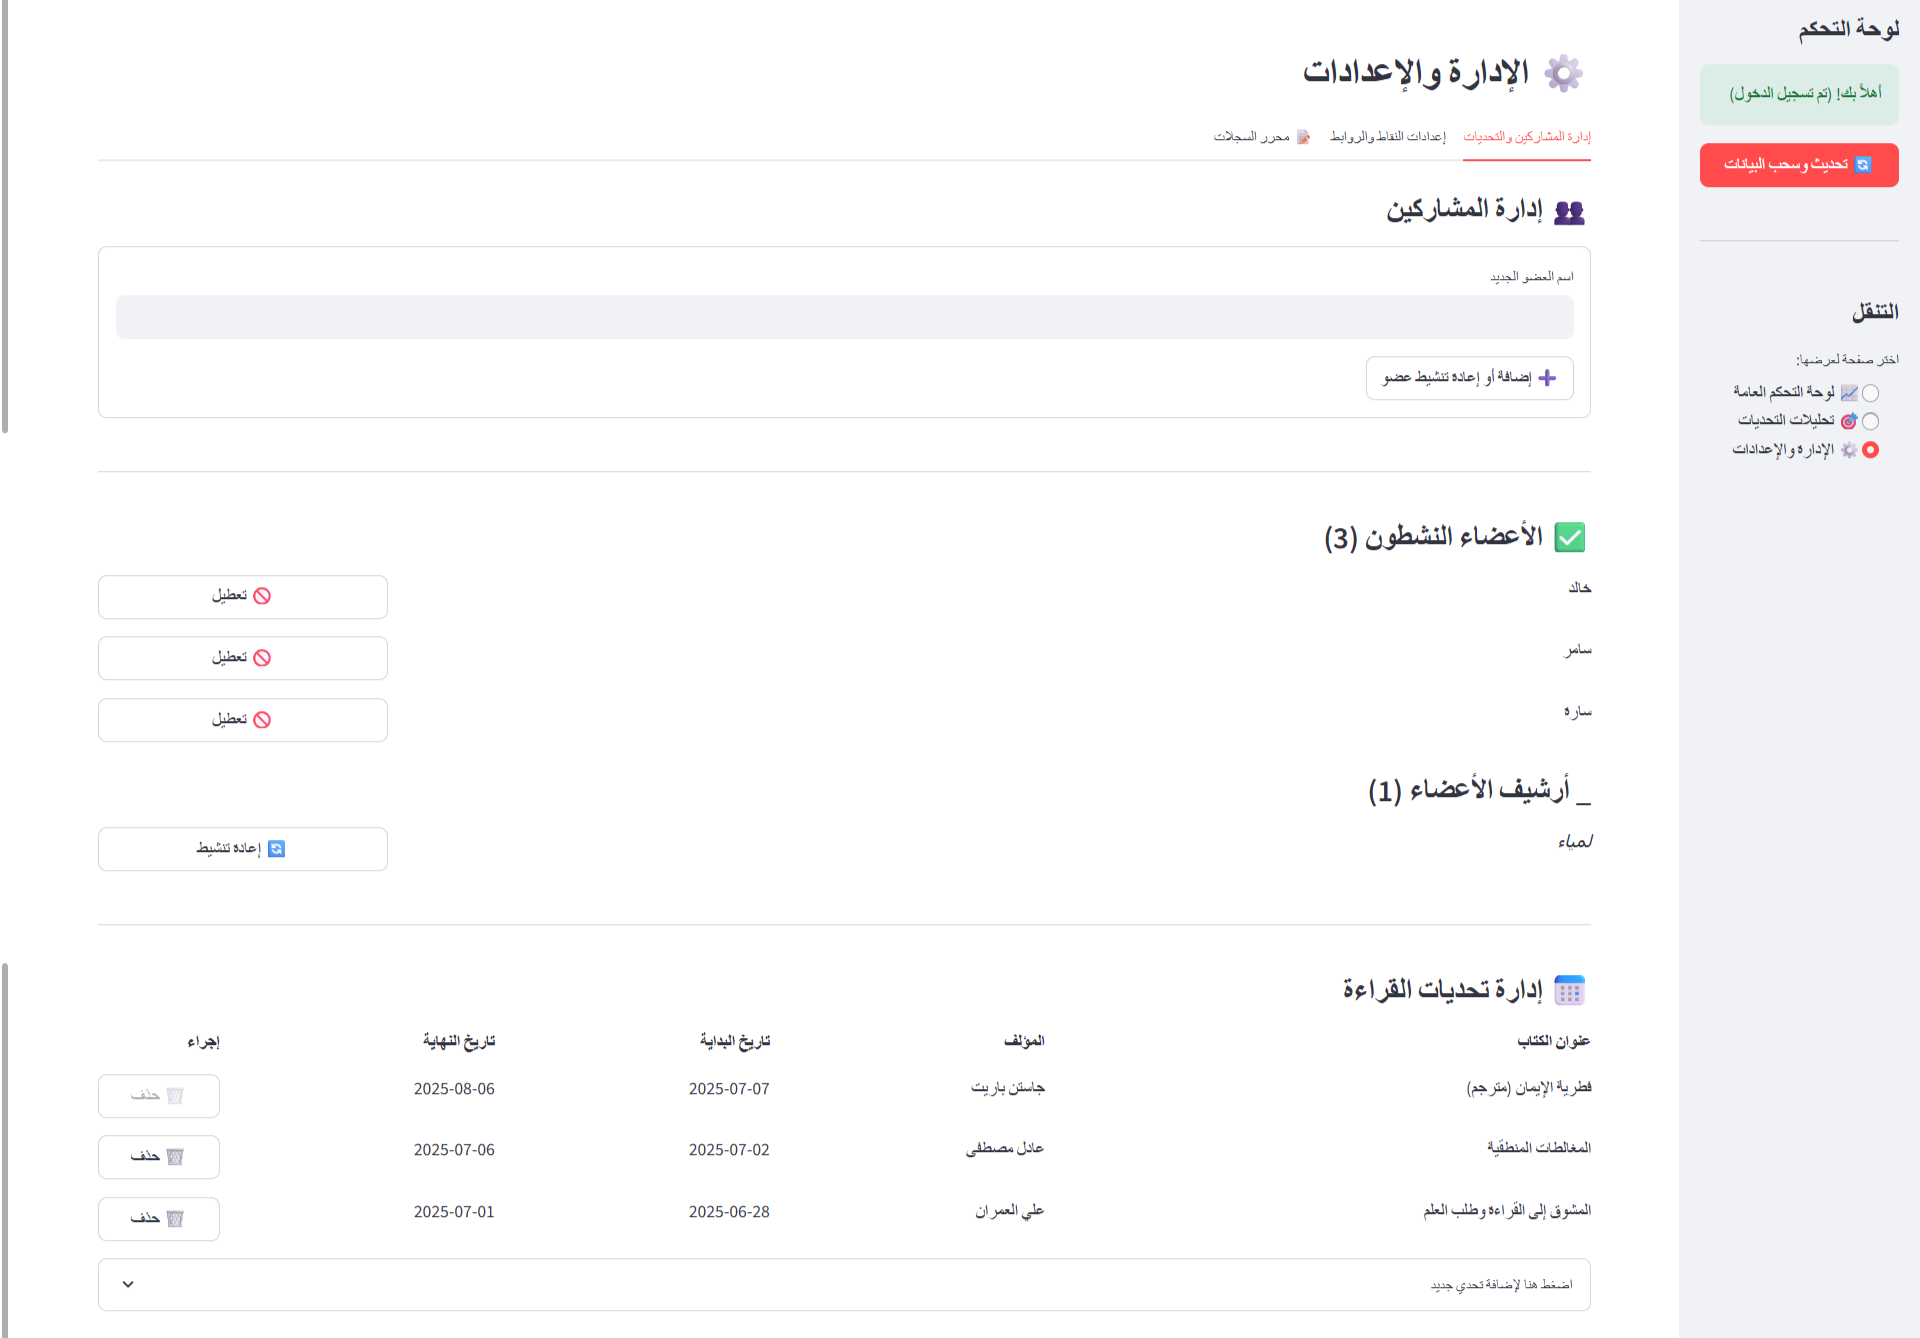 لوحة التحكم
أهلاً بك! (تم تسجيل الدخول)
🔄 تحديث وسحب البيانات
التنقل
اختر صفحة لعرضها:
📈 لوحة التحكم العامة
🎯 تحليلات التحديات
⚙️ الإدارة والإعدادات
⚙️ الإدارة والإعدادات
إدارة المشاركين والتحديات إعدادات النقاط والروابط 📝 محرر السجلات
👥 إدارة المشاركين
اسم العضو الجديد
➕ إضافة أو إعادة تنشيط عضو
✅ الأعضاء النشطون (3)
خالد 🚫 تعطيل
سامر 🚫 تعطيل
سارة 🚫 تعطيل
_ أرشيف الأعضاء (1)
لمياء 🔄 إعادة تنشيط
🗓️ إدارة تحديات القراءة
عنوان الكتاب المؤلف تاريخ البداية تاريخ النهاية إجراء
فطرية الإيمان (مترجم) جاستن باريت 2025-07-07 2025-08-06 🗑️ حذف
المغالطات المنطقية عادل مصطفى 2025-07-02 2025-07-06 🗑️ حذف
المشوق إلى القراءة وطلب العلم علي العمران 2025-06-28 2025-07-01 🗑️ حذف
اضغط هنا لإضافة تحدي جديد